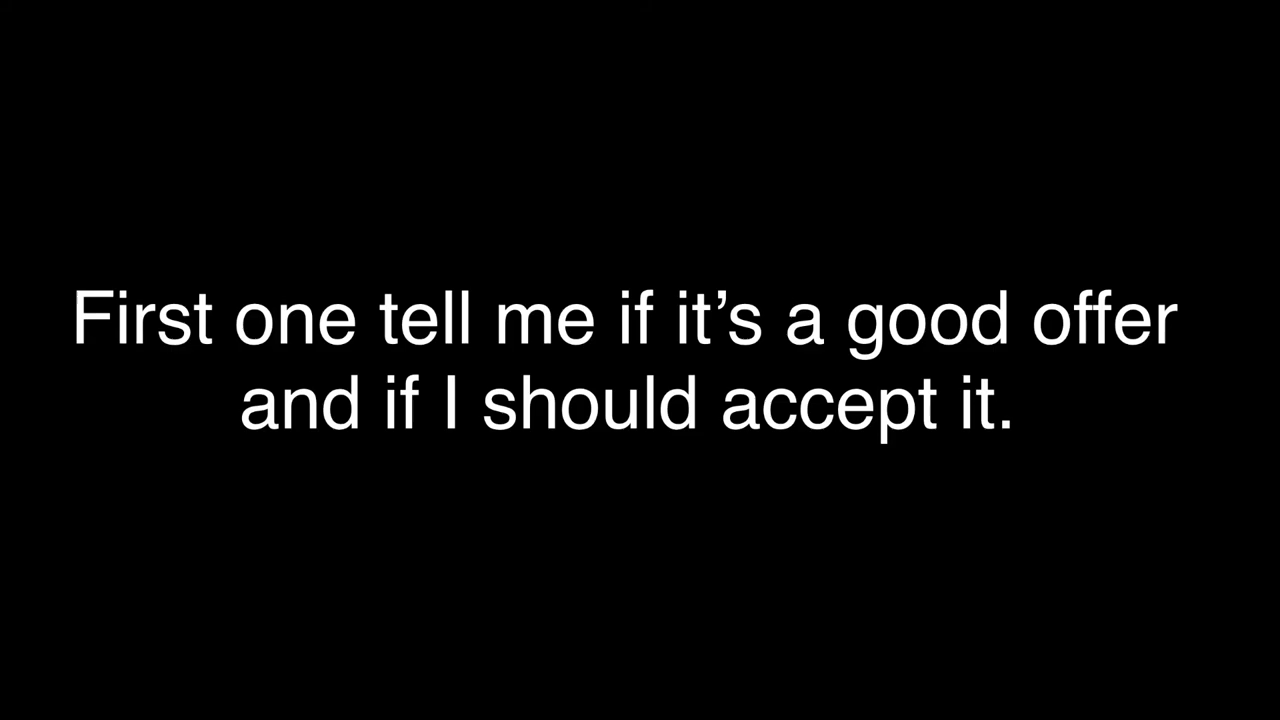 First one tell me if it’s a good offer
and if I should accept it.